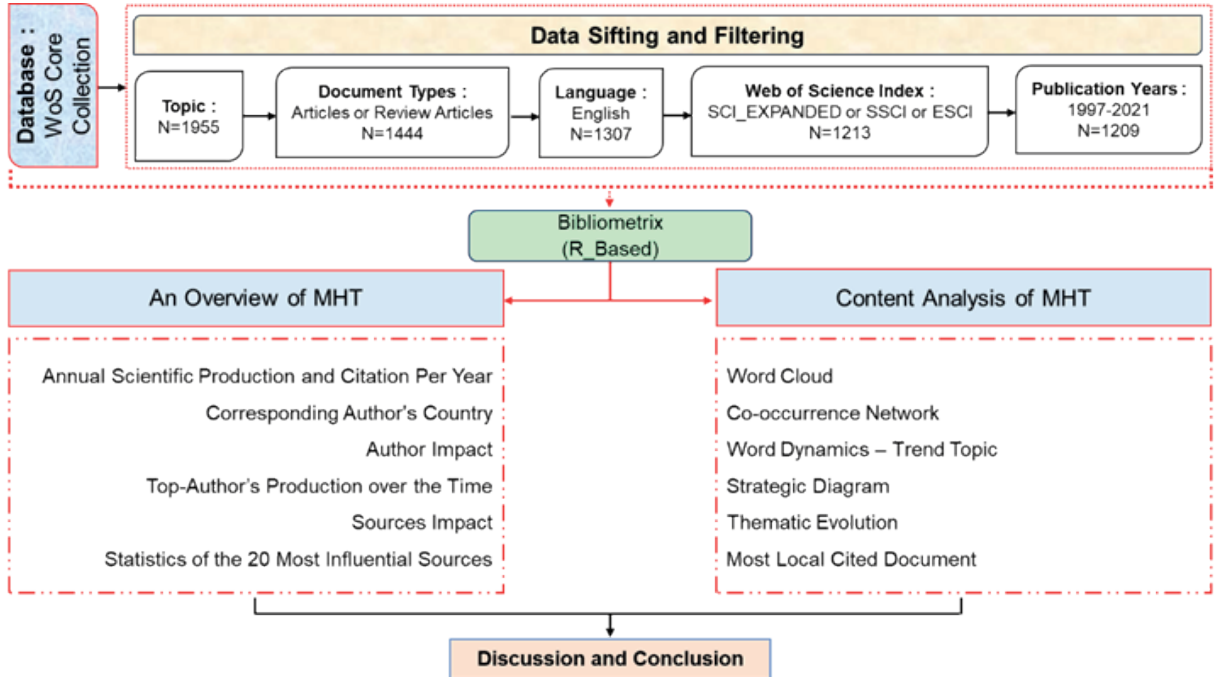 Database :
WoS Core
Collection
Data Sifting and Filtering
Topic :
N=1955
Document Types :
Articles or Review Articles
N=1444
Language :
English
N=1307
Web of Science Index :
SCI_EXPANDED or SSCI or ESCI
N=1213
Publication Years :
1997-2021
N=1209
Bibliometrix
(R_Based)
An Overview of MHT
Annual Scientific Production and Citation Per Year
Corresponding Author's Country
Author Impact
Top-Author's Production over the Time
Sources Impact
Statistics of the 20 Most Influential Sources
Content Analysis of MHT
Word Cloud
Co-occurrence Network
Word Dynamics – Trend Topic
Strategic Diagram
Thematic Evolution
Most Local Cited Document
Discussion and Conclusion